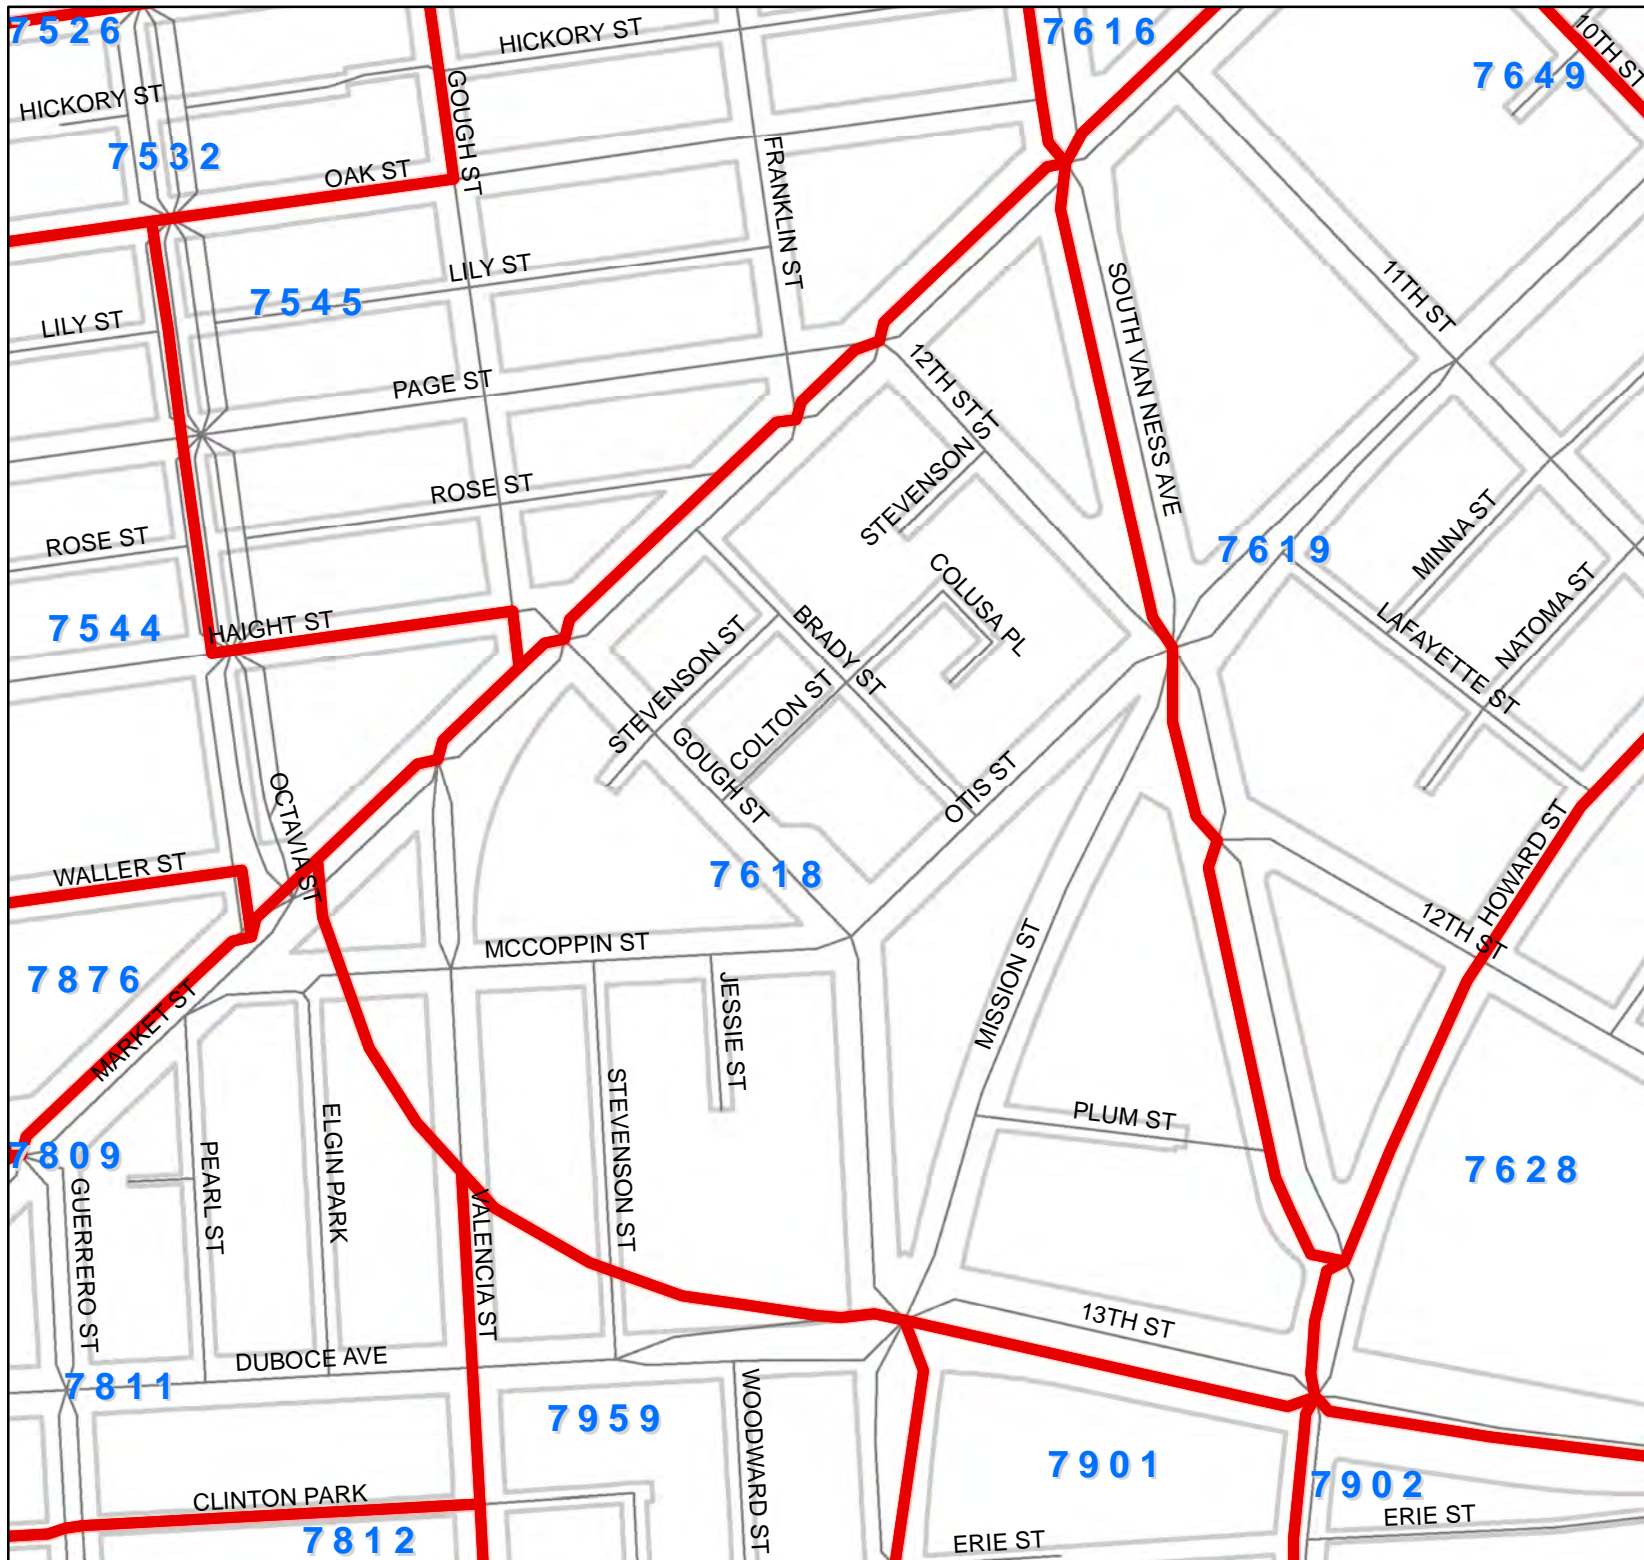 7526
HICKORY ST
7616
10TH ST
7649
GOUGH ST
HICKORY ST
7532
OAK ST
FRANKLIN ST
LILY ST
7545
SOUTH VAN NESS AVE
11TH ST
LILY ST
PAGE ST
12TH ST
STEVENSON ST
ROSE ST
MINNA ST
ROSE ST
7619
COLUSA PL
NATOMA ST
7544
HAIGHT ST
BRADY ST
LAFAYETTE ST
STEVENSON ST
COLTON ST
GOUGH ST
OTIS ST
OCTAVIA ST
HOWARD ST
WALLER ST
7618
12TH ST
MCCOPPIN ST
7876
MARKET ST
JESSIE ST
MISSION ST
STEVENSON ST
ELGIN PARK
PLUM ST
7809
PEARL ST
7628
GUERRERO ST
VALENCIA ST
13TH ST
DUBOCE AVE
7811
WOODWARD ST
7959
7901
7902
CLINTON PARK
ERIE ST
7812
ERIE ST